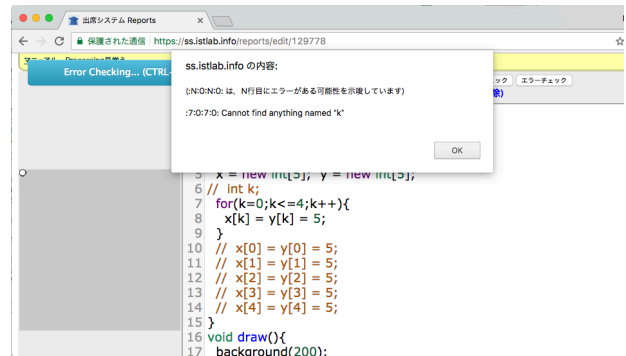 出席システム Reports
保護された通信 https://ss.istlab.info/reports/edit/129778
Error Checking... (CTRL-
ss.istlab.info の内容:
(:N:0:N:0: は、N行目にエラーがある可能性を示唆しています)
:7:0:7:0: Cannot find anything named "k"
OK
ック エラーチェック
除)
5 x = new int[5]; y = new int[5];
6 // int k;
7 for(k=0;k<=4;k++){
8 x[k] = y[k] = 5;
9 }
10 // x[0] = y[0] = 5;
11 // x[1] = y[1] = 5;
12 // x[2] = y[2] = 5;
13 // x[3] = y[3] = 5;
14 // x[4] = y[4] = 5;
15 }
16 void draw(){
17 background(200);